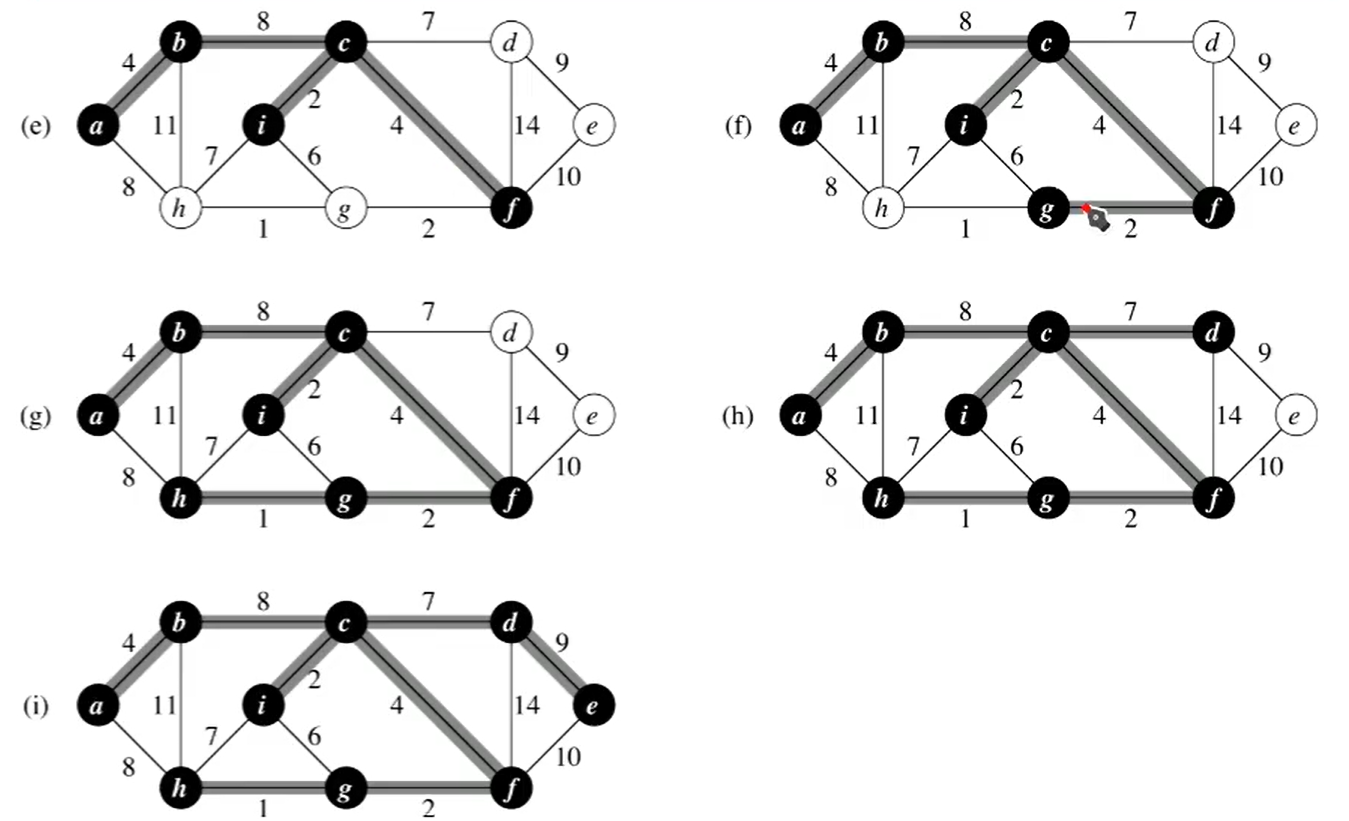 8 7 8 7
b c d b c d
4 9 4 9
2 2
(e) a 11 i 4 14 e (f) a 11 i 4 14 e
7 6 7 6
8 10 8 10
h g f h g f
1 2 1 2
8 7 8 7
b c d b c d
4 9 4 9
2 2
(g) a 11 i 4 14 e (h) a 11 i 4 14 e
7 6 7 6
8 10 8 10
h g f h g f
1 2 1 2
8 7
b c d
4 9
2
(i) a 11 i 4 14 e
7 6
8 10
h g f
1 2